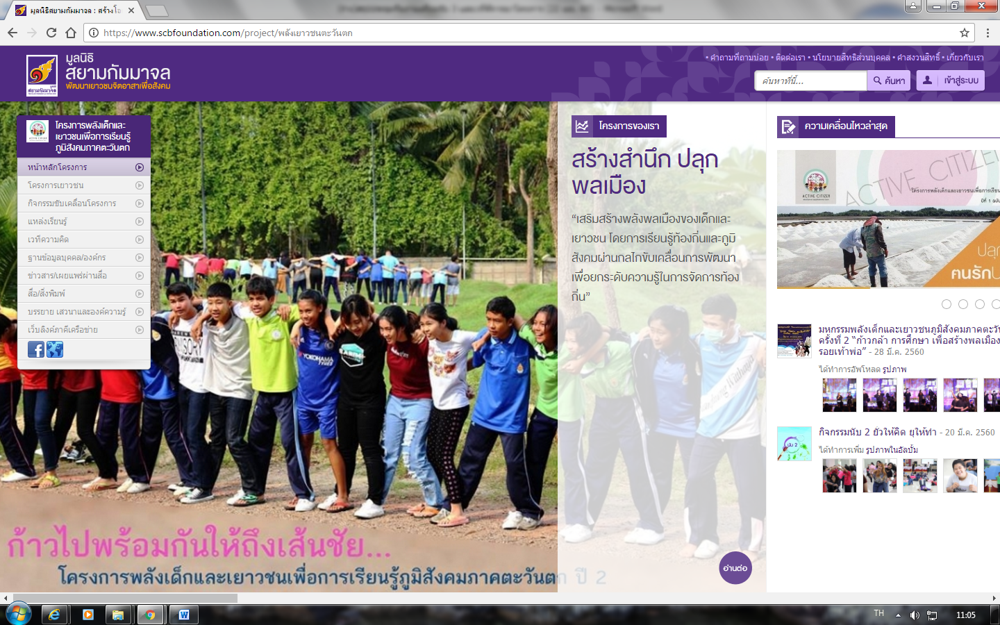 มูลนิธิสยามกัมมาจล : สร้างโอ
https://www.scbfoundation.com/project/พลังเยาวชนตะวันตก
มูลนิธิ
สยามกัมมาจล
พัฒนาเยาวชนจิตอาสาเพื่อสังคม
• คำถามที่ถามบ่อย • ติดต่อเรา • นโยบายสิทธิส่วนบุคคล • คำสงวนสิทธิ์ • เกี่ยวกับเรา
ค้นหาที่นี่...
ค้นหา
เข้าสู่ระบบ
โครงการพลังเด็กและ
เยาวชนเพื่อการเรียนรู้
ภูมิสังคมภาคตะวันตก
หน้าหลักโครงการ
โครงการเยาวชน
กิจกรรมขับเคลื่อนโครงการ
แหล่งเรียนรู้
เวทีความคิด
ฐานข้อมูลบุคคล/องค์กร
ข่าวสาร/เผยแพร่ผ่านสื่อ
สื่อ/สิ่งพิมพ์
บรรยาย เสวนาและองค์ความรู้
เว็บลิงค์ภาคีเครือข่าย
YOKOHAMA
ก้าวไปพร้อมกันให้ถึงเส้นชัย...
โครงการพลังเด็กและเยาวชนเพื่อการเรียนรู้ภูมิสังคมภาคตะวันตก ปี 2
โครงการของเรา
สร้างสำนึก ปลุก
พลเมือง
“เสริมสร้างพลังพลเมืองของเด็กและ
เยาวชน โดยการเรียนรู้ท้องถิ่นและภูมิ
สังคมผ่านกลไกขับเคลื่อนการพัฒนา
เพื่อยกระดับความรู้ในการจัดการท้อง
ถิ่น”
อ่านต่อ
ความเคลื่อนไหวล่าสุด
ACTIVE CITIZEN
ACTIVE CITIZE
โครงการพลังเด็กและเยาวชนเพื่อการเรียน
ปีที่ 1 ฉบั
ปลุก
คนรักบ
มหกรรมพลังเด็กและเยาวชนภูมิสังคมภาคตะวั
ครั้งที่ 2 “ก้าวกล้า การศึกษา เพื่อสร้างพลเมือง
รอยเท้าพ่อ” - 28 มี.ค. 2560
ได้ทำการอัพโหลด รูปภาพ
กิจกรรมนับ 2 ยั่วให้คิด ยุให้ทำ - 20 มี.ค. 2560
ได้ทำการเพิ่ม รูปภาพในอัลบั้ม
TH
11:05